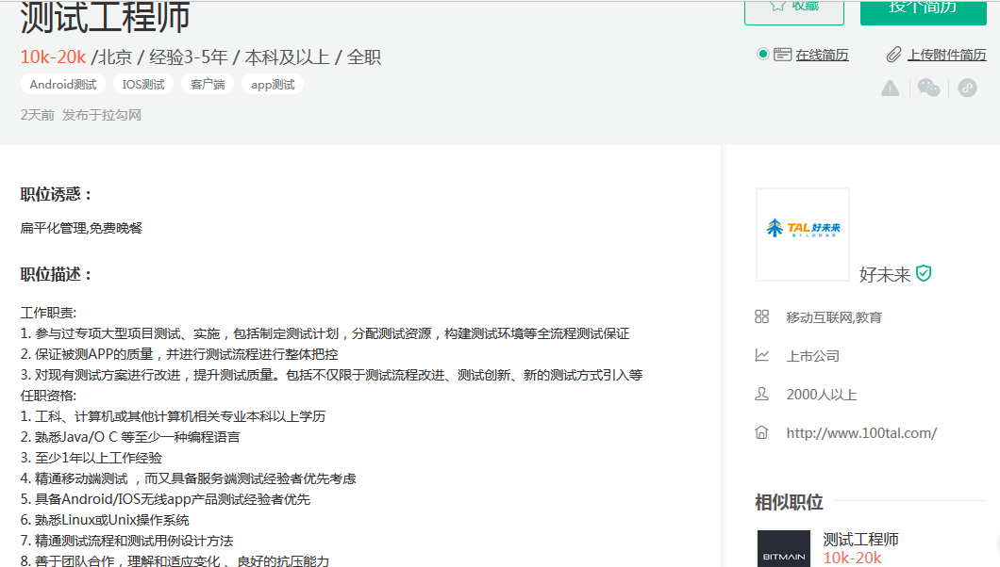 测试工程师
10k-20k /北京 / 经验3-5年 / 本科及以上 / 全职
Android测试 IOS测试 客户端 app测试
2天前 发布于拉勾网
收藏
投个简历
在线简历
上传附件简历
职位诱惑：
扁平化管理,免费晚餐
职位描述：
工作职责:
1. 参与过专项大型项目测试、实施，包括制定测试计划，分配测试资源，构建测试环境等全流程测试保证
2. 保证被测APP的质量，并进行测试流程进行整体把控
3. 对现有测试方案进行改进，提升测试质量。包括不仅限于测试流程改进、测试创新、新的测试方式引入等
任职资格:
1. 工科、计算机或其他计算机相关专业本科以上学历
2. 熟悉Java/O C 等至少一种编程语言
3. 至少1年以上工作经验
4. 精通移动端测试 ，而又具备服务端测试经验者优先考虑
5. 具备Android/IOS无线app产品测试经验者优先
6. 熟悉Linux或Unix操作系统
7. 精通测试流程和测试用例设计方法
8. 善于团队合作，理解和适应变化 、良好的抗压能力
TAL好未来
好未来
移动互联网,教育
上市公司
2000人以上
http://www.100tal.com/
相似职位
BITMAIN
测试工程师
10k-20k